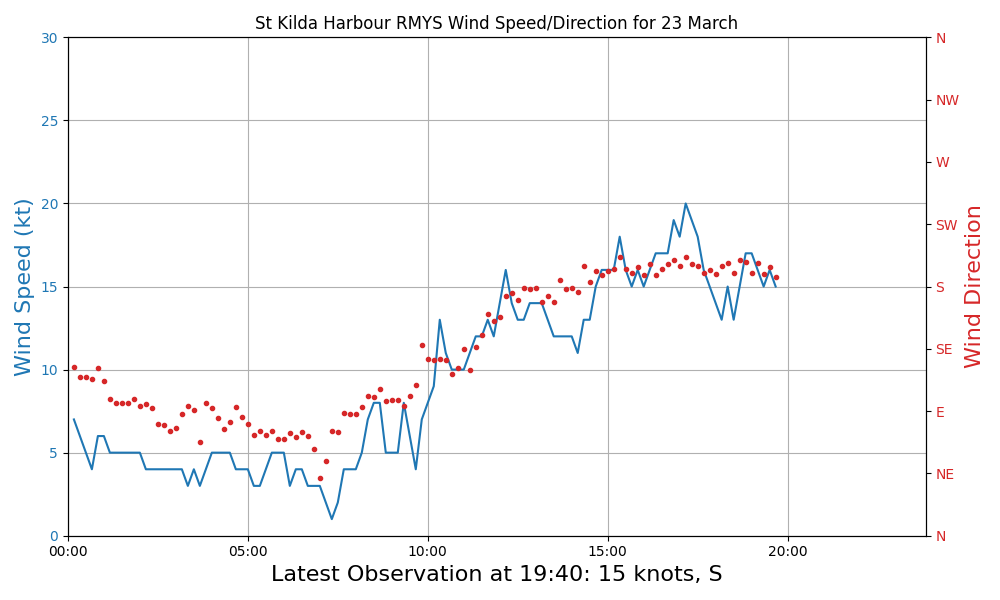 St Kilda Harbour RMYS Wind Speed/Direction for 23 March
30
25
20
15
10
5
0
Wind Speed (kt)
N
NW
W
SW
S
SE
E
NE
N
Wind Direction
00:00 05:00 10:00 15:00 20:00
Latest Observation at 19:40: 15 knots, S